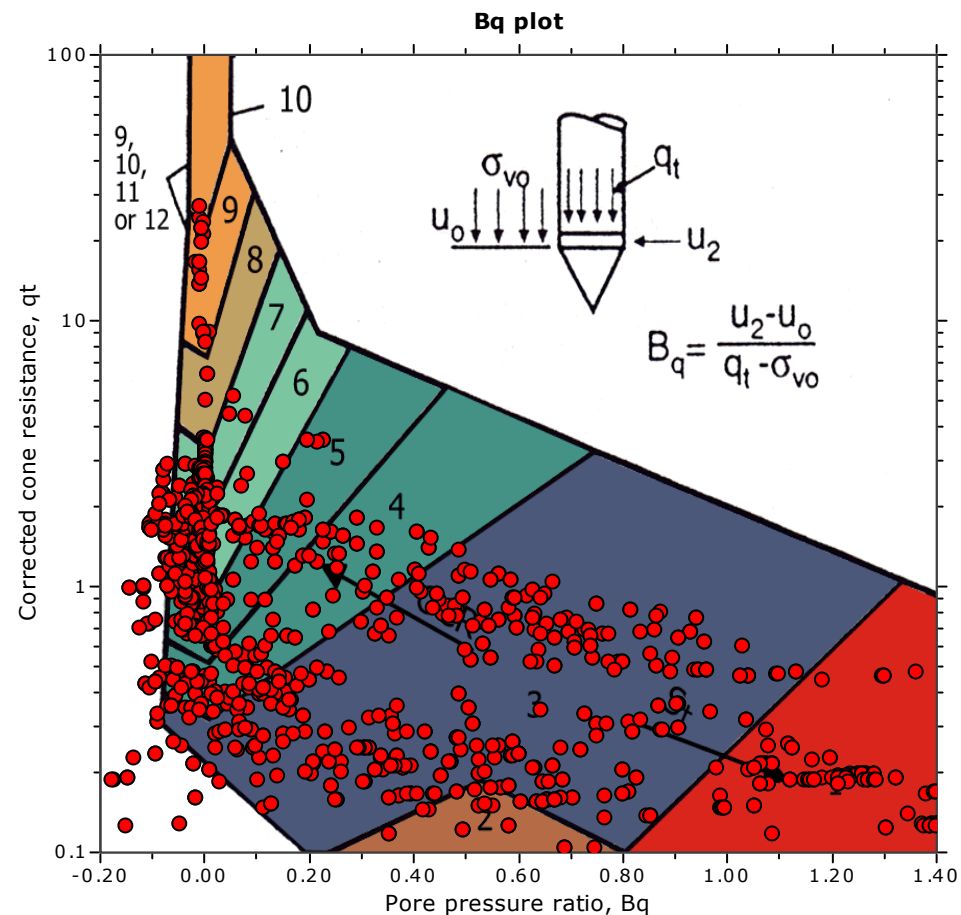 Bq plot
100
10
9,
10,
11
or 12
9
8
7
6
5
4
3
2
σvo
uo
qt
u2
Bq= u2-uo
qt -σvo
10
1
0.1
-0.20 0.00 0.20 0.40 0.60 0.80 1.00 1.20 1.40
Pore pressure ratio, Bq
Corrected cone resistance, qt